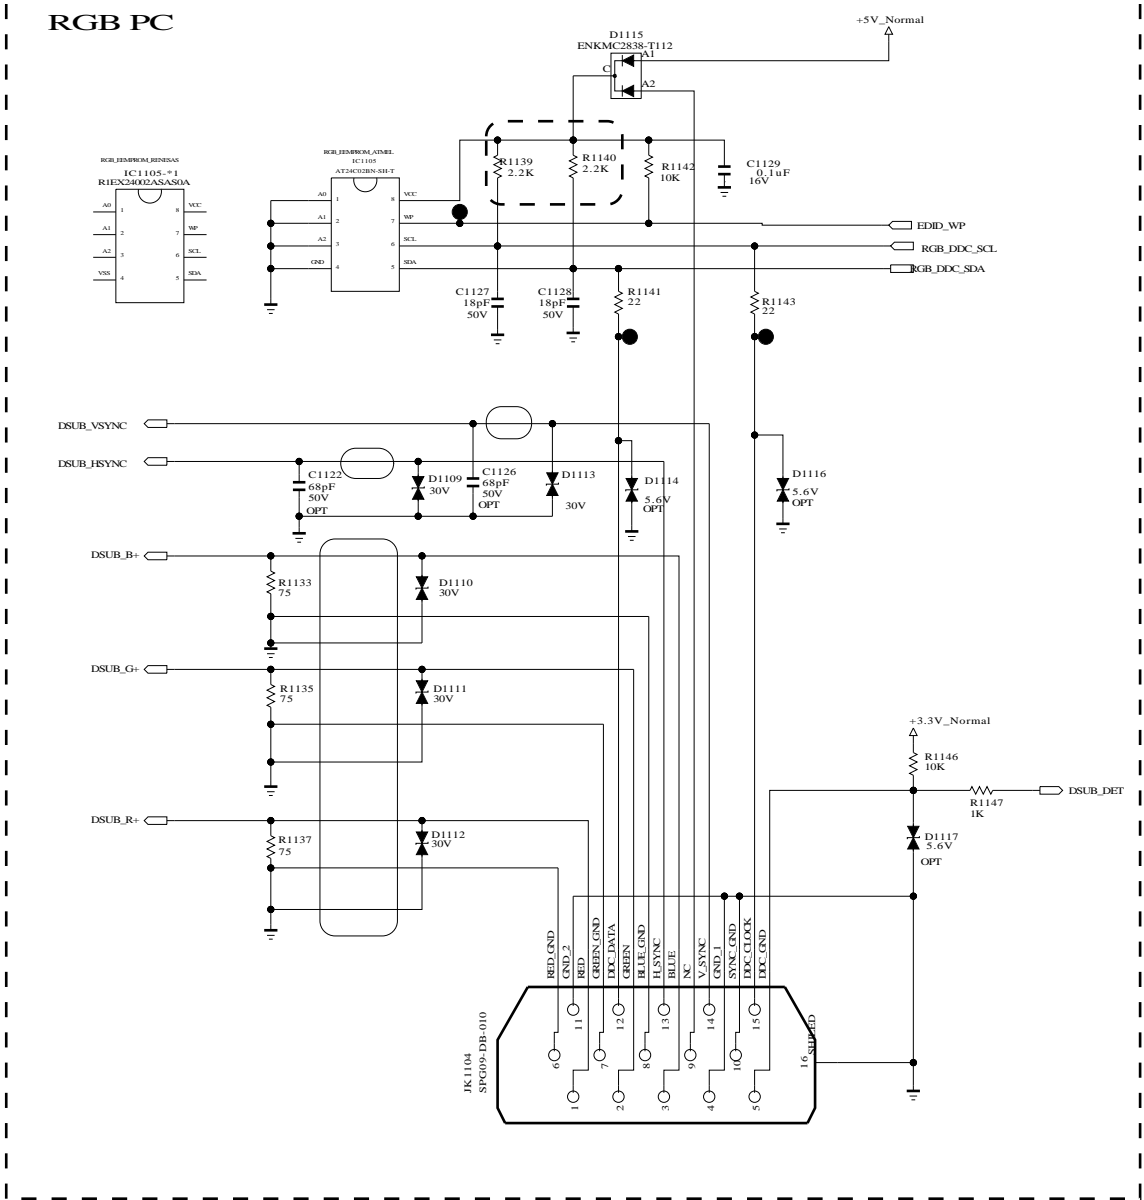 RGB PC
+5V_Normal
D1115
ENKMC2838-T112
A1
C
A2
RGB_EEMPROM_RENESAS
IC1105-*1
R1EX24002ASAS0A
A0 1 8 VCC
A1 2 7 WP
A2 3 6 SCL
VSS 4 5 SDA
RGB_EEMPROM_ATMEL
IC1105
AT24C02BN-SH-T
A0 1 8 VCC
A1 2 7 WP
A2 3 6 SCL
GND 4 5 SDA
R1139
2.2K
R1140
2.2K
R1142
10K
C1129
0.1uF
16V
EDID_WP
RGB_DDC_SCL
RGB_DDC_SDA
C1127
18pF
50V
C1128
18pF
50V
R1141
22
R1143
22
DSUB_VSYNC
DSUB_HSYNC
C1122
68pF
50V
OPT
D1109
30V
C1126
68pF
50V
OPT
D1113
30V
D1114
5.6V
OPT
D1116
5.6V
OPT
DSUB_B+
R1133
75
D1110
30V
DSUB_G+
R1135
75
D1111
30V
+3.3V_Normal
R1146
10K
R1147
1K
DSUB_DET
DSUB_R+
R1137
75
D1112
30V
D1117
5.6V
OPT
RED_GND
GND_2
RED
GREEN_GND
DDC_DATA
GREEN
BLUE_GND
H_SYNC
BLUE
NC
V_SYNC
GND_1
SYNC_GND
DDC_CLOCK
DDC_GND
JK1104
SPG09-DB-010
11 12 13 14 15
6 7 8 9 10
16
SHILED
1 2 3 4 5